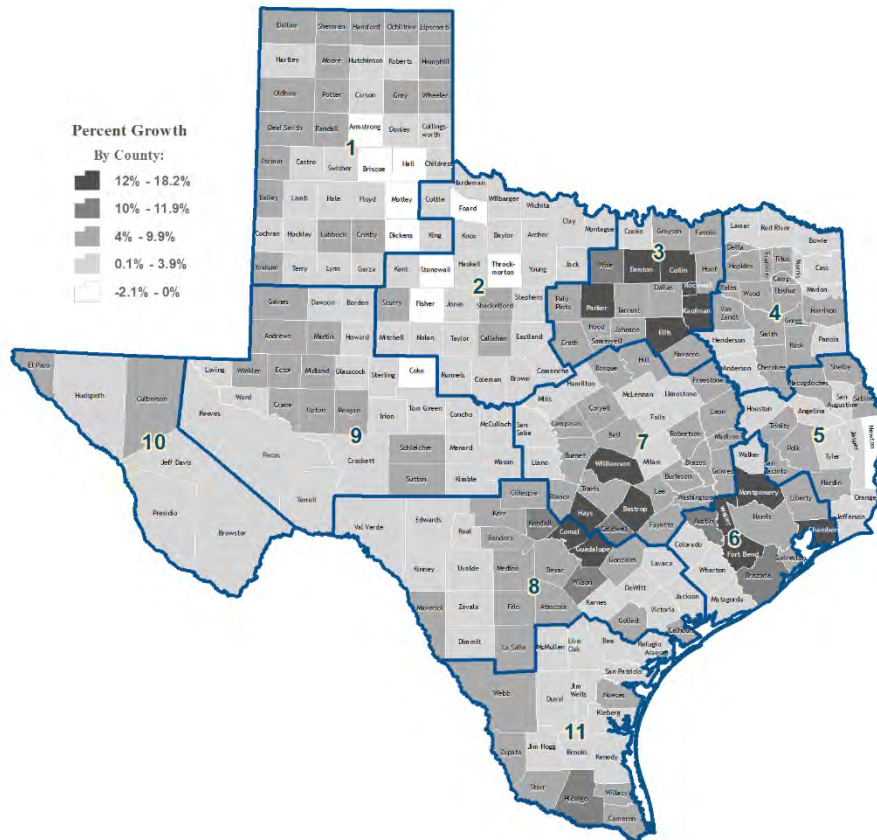 Percent Growth
By County:
12% - 18.2%
10% - 11.9%
4% - 9.9%
0.1% - 3.9%
-2.1% - 0%
Dallam Sherman Hansford Ochiltree Lipscomb
Hartley Moore Hutchinson Roberts Hemphill
Oldham Potter Carson Gray Wheeler
Deaf Smith Randall Armstrong Donley Collings-
worth
1
Parmer Castro Swisher Briscoe Hall Childress
Bailey Lamb Hale Floyd Motley Cottle
Cochran Hockley Lubbock Crosby Dickens King
Yoakum Terry Lynn Garza Kent Stonewall
Hardeman
Foard Wilbarger Wichita
Knox Baylor Archer Clay Montague
Haskell Throck-
morton Young Jack
2
Scurry Fisher Jones Shackelford Stephens
Mitchell Nolan Taylor Callahan Eastland
Coke Runnels Coleman Brown Comanche
Cooke Grayson Fannin
3
Wise Denton Collin Hunt
Rockwall
Palo
Pinto Parker Tarrant Dallas Kaufman
Erath Hood Johnson Ellis
Somervell Navarro
Lamar Red River Bowie
Delta Franklin Titus Morris Cass
Hopkins
Rains Wood Upshur Marion
4
Van
Zandt Smith Gregg Harrison
Henderson Rusk Panola
Anderson Cherokee
Nacogdoches Shelby
Houston Angelina San
Augustine Sabine
5
Trinity Polk Tyler Jasper Newton
San
Jacinto Hardin Orange
Jefferson
Walker Montgomery Liberty
Waller Harris Chambers
6
Austin Fort Bend Galveston
Colorado Wharton Brazoria
Matagorda
Hamilton Bosque Hill Freestone
Mills Coryell McLennan Limestone
San
Saba Lampasas Bell Falls Leon
7
Robertson Madison
Llano Burnet Williamson Milam Brazos Grimes
Blanco Travis Burleson
Hays Bastrop Lee Washington
Caldwell Fayette
Gaines Dawson Borden
Andrews Martin Howard
Loving Winkler Ector Midland Glasscock Sterling
Ward Crane Upton Reagan Irion Tom Green Concho
9
McCulloch
Reeves Schleicher Menard
Pecos Crockett Sutton Kimble Mason
Terrell
El Paso
Hudspeth Culberson
10
Jeff Davis
Presidio Brewster
Val Verde Edwards Kerr Gillespie
Real Bandera Kendall Comal
Guadalupe
Kinney Uvalde Medina Bexar Gonzales Lavaca
8
Wilson DeWitt
Maverick Zavala Frio Atascosa Karnes Victoria Jackson
Goliad Calhoun
Dimmit La Salle
McMullen Live
Oak Bee Refugio
San Patricio
Webb Duval Jim
Wells Nueces
Kleberg
11
Zapata Jim Hogg Brooks Kenedy
Starr Hidalgo Willacy
Cameron